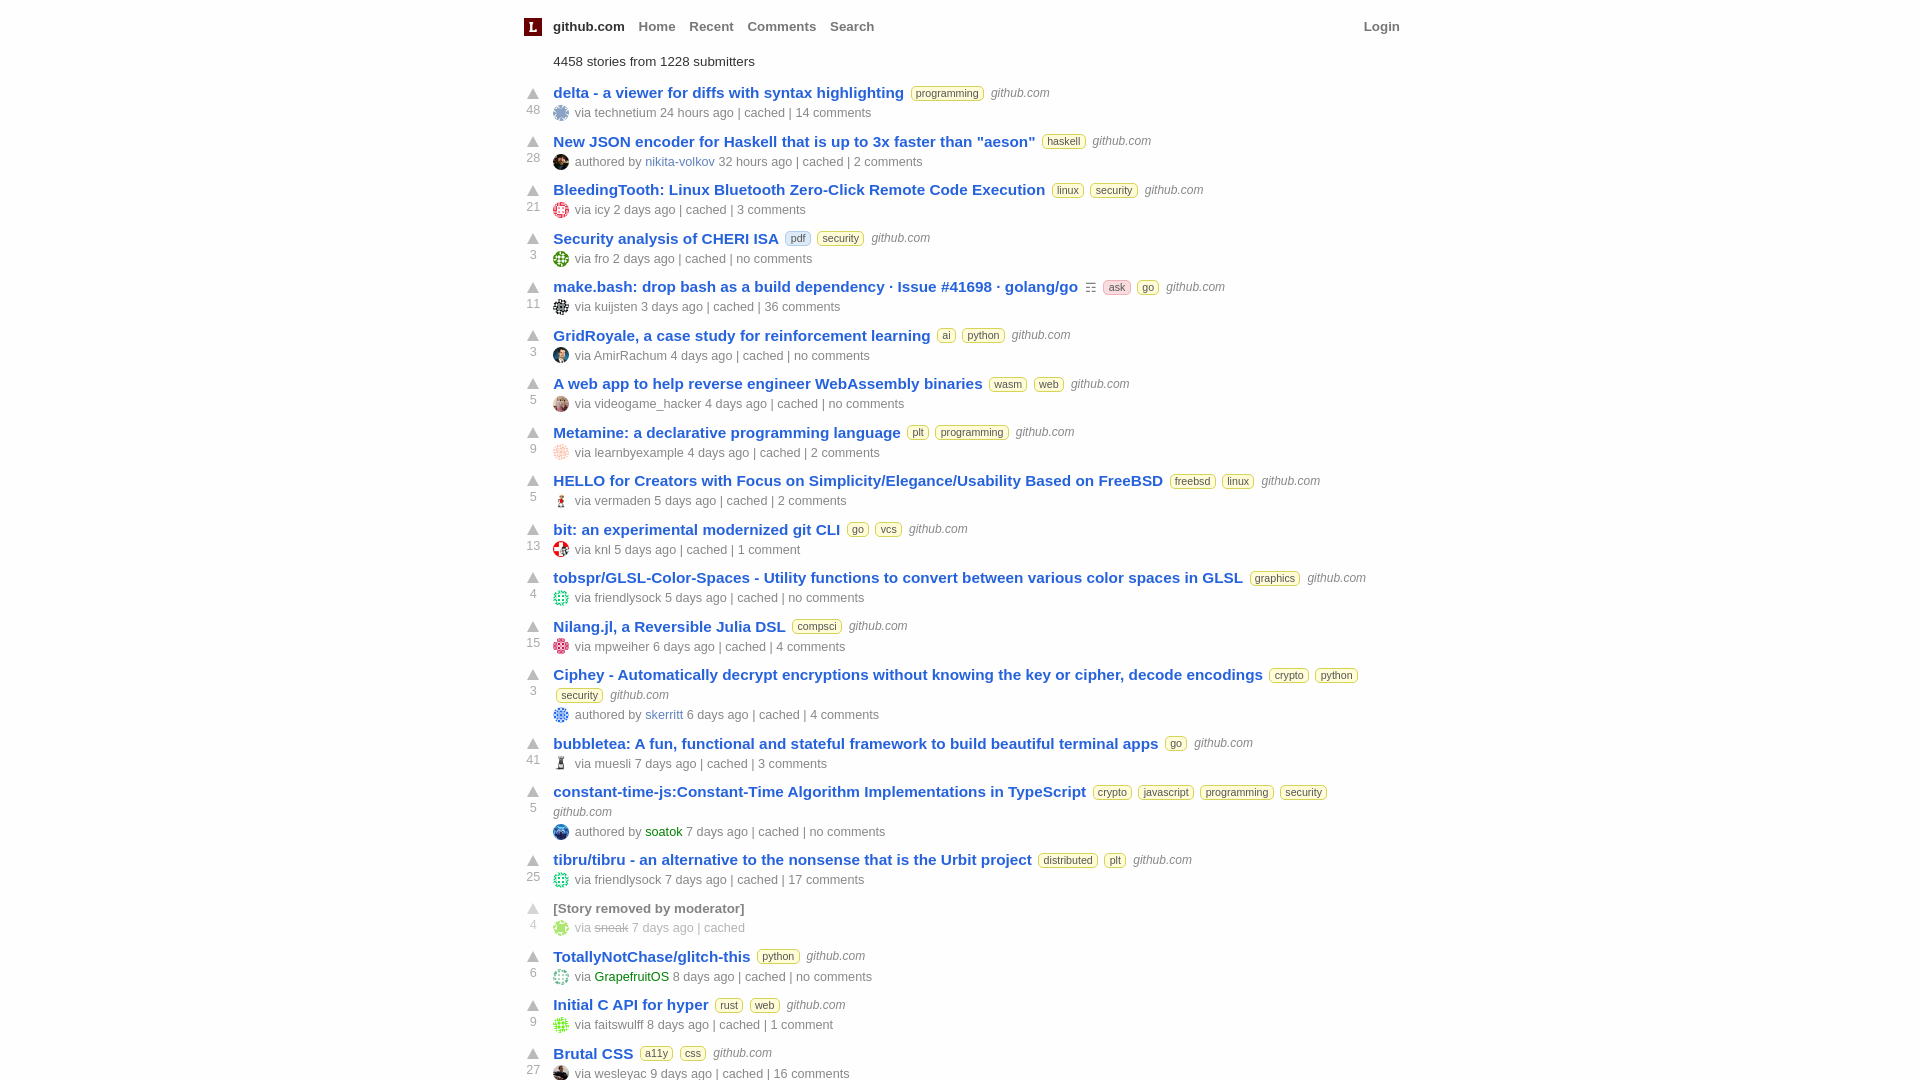 L github.com Home Recent Comments Search Login
4458 stories from 1228 submitters
delta - a viewer for diffs with syntax highlighting programming github.com
48
via technetium 24 hours ago | cached | 14 comments
New JSON encoder for Haskell that is up to 3x faster than "aeson" haskell github.com
28
authored by nikita-volkov 32 hours ago | cached | 2 comments
BleedingTooth: Linux Bluetooth Zero-Click Remote Code Execution linux security github.com
21
via icy 2 days ago | cached | 3 comments
Security analysis of CHERI ISA pdf security github.com
3
via fro 2 days ago | cached | no comments
make.bash: drop bash as a build dependency · Issue #41698 · golang/go ☶ ask go github.com
11
via kuijsten 3 days ago | cached | 36 comments
GridRoyale, a case study for reinforcement learning ai python github.com
3
via AmirRachum 4 days ago | cached | no comments
A web app to help reverse engineer WebAssembly binaries wasm web github.com
5
via videogame_hacker 4 days ago | cached | no comments
Metamine: a declarative programming language plt programming github.com
9
via learnbyexample 4 days ago | cached | 2 comments
HELLO for Creators with Focus on Simplicity/Elegance/Usability Based on FreeBSD freebsd linux github.com
5
via vermaden 5 days ago | cached | 2 comments
bit: an experimental modernized git CLI go vcs github.com
13
via knl 5 days ago | cached | 1 comment
tobspr/GLSL-Color-Spaces - Utility functions to convert between various color spaces in GLSL graphics github.com
4
via friendlysock 5 days ago | cached | no comments
Nilang.jl, a Reversible Julia DSL compsci github.com
15
via mpweiher 6 days ago | cached | 4 comments
Ciphey - Automatically decrypt encryptions without knowing the key or cipher, decode encodings crypto python
3
security github.com
authored by skerritt 6 days ago | cached | 4 comments
bubbletea: A fun, functional and stateful framework to build beautiful terminal apps go github.com
41
via muesli 7 days ago | cached | 3 comments
constant-time-js:Constant-Time Algorithm Implementations in TypeScript crypto javascript programming security
5
github.com
authored by soatok 7 days ago | cached | no comments
tibru/tibru - an alternative to the nonsense that is the Urbit project distributed plt github.com
25
via friendlysock 7 days ago | cached | 17 comments
[Story removed by moderator]
4
via sneak 7 days ago | cached
TotallyNotChase/glitch-this python github.com
6
via GrapefruitOS 8 days ago | cached | no comments
Initial C API for hyper rust web github.com
9
via faitswulff 8 days ago | cached | 1 comment
Brutal CSS a11y css github.com
27
via wesleyac 9 days ago | cached | 16 comments